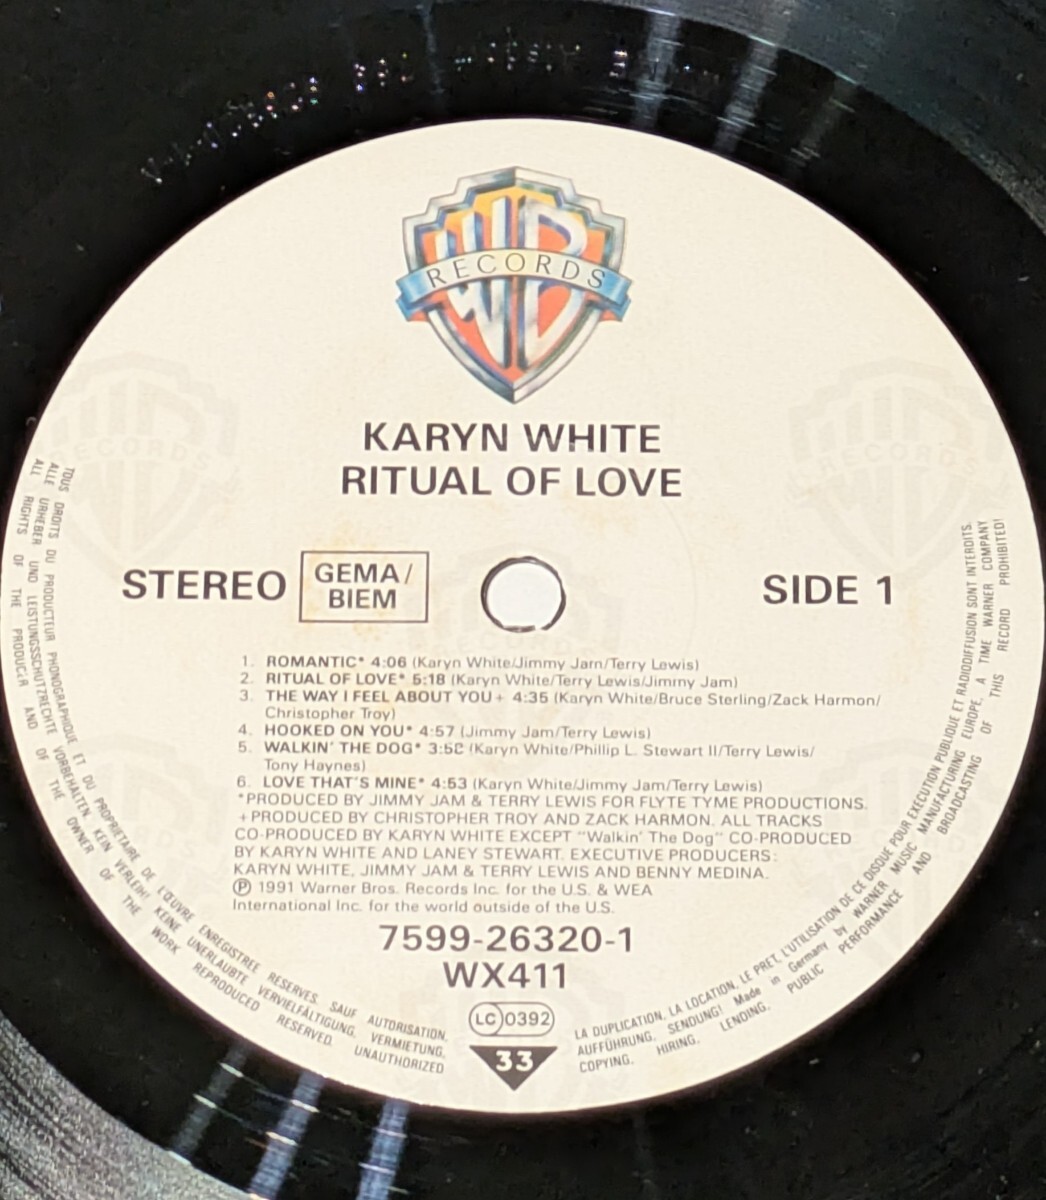 WB
RECORDS
KARYN WHITE
RITUAL OF LOVE
STEREO
GEMA/
BIEM
SIDE 1
1. ROMANTIC* 4:06 (Karyn White/Jimmy Jam/Terry Lewis)
2. RITUAL OF LOVE* 5:18 (Karyn White/Terry Lewis/Jimmy Jam)
3. THE WAY I FEEL ABOUT YOU+ 4:35 (Karyn White/Bruce Sterling/Zack Harmon/
Christopher Troy)
4. HOOKED ON YOU* 4:57 (Jimmy Jam/Terry Lewis)
5. WALKIN' THE DOG* (Karyn White/Phillip L. Stewart II/Terry Lewis/
Tony Haynes)
6. LOVE THAT'S MINE* 4:53 (Karyn White/Jimmy Jam/Terry Lewis)
*PRODUCED BY JIMMY JAM & TERRY LEWIS FOR FLYTE TYME PRODUCTIONS.
+PRODUCED BY CHRISTOPHER TROY AND ZACK HARMON. ALL TRACKS
CO-PRODUCED BY KARYN WHITE EXCEPT "Walkin' The Dog" CO-PRODUCED
BY KARYN WHITE AND LANEY STEWART. EXECUTIVE PRODUCERS:
KARYN WHITE, JIMMY JAM & TERRY LEWIS AND BENNY MEDINA.
Ⓟ 1991 Warner Bros. Records Inc. for the U.S. & WEA
International Inc. for the world outside of the U.S.
7599-26320-1
WX411
LC 0392
33
TOUS DROITS DU PRODUCTEUR PHONOGRAPHIQUE ET DU PROPRIETAIRE DE L'ŒUVRE ENREGISTREE RESERVES. SAUF AUTORISATION,
LA DUPLICATION, LA LOCATION, LE PRET, L'UTILISATION DE CE DISQUE POUR EXECUTION PUBLIQUE ET RADIODIFFUSION SONT INTERDITS.
ALLE URHEBER UND LEISTUNGSSCHUTZRECHTE VORBEHALTEN KEIN VERLEIH! KEINE UNERLAUBTE VERVIELFÄLTIGUNG, VERMIETUNG,
AUFFÜHRUNG, SENDUNG! Made in Germany by WARNER MUSIC MANUFACTURING EUROPE, A TIME WARNER COMPANY
ALL RIGHTS OF THE PRODUCER AND OF THE OWNER OF THE WORK REPRODUCED RESERVED. UNAUTHORIZED
COPYING, HIRING, LENDING, PUBLIC PERFORMANCE AND BROADCASTING OF THIS RECORD PROHIBITED!